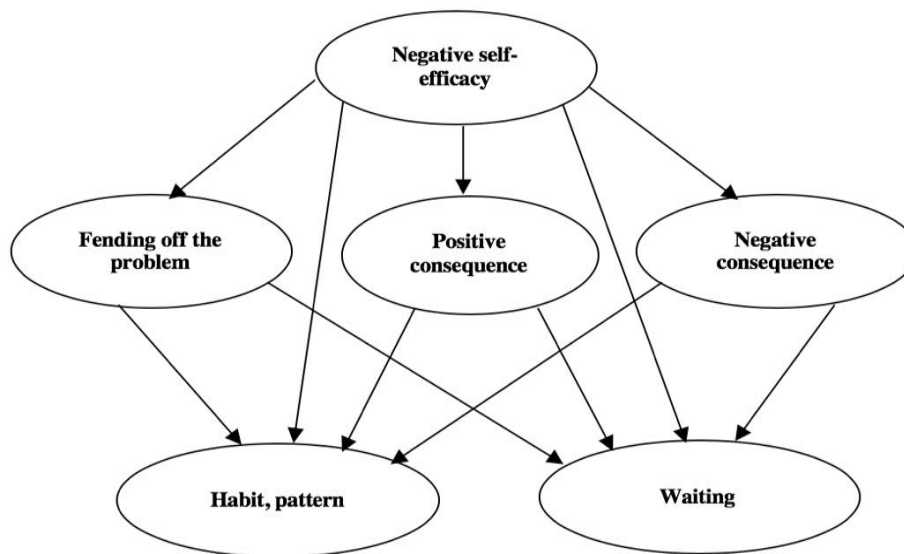 Negative self-
efficacy
Fending off the
problem
Positive
consequence
Negative
consequence
Habit, pattern
Waiting